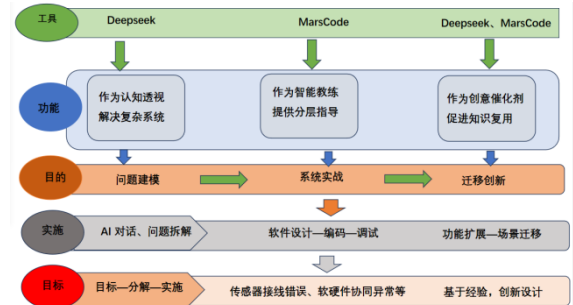 工具
Deepseek
MarsCode
Deepseek、MarsCode
功能
作为认知透视
解决复杂系统
作为智能教练
提供分层指导
作为创意催化剂
促进知识复用
目的
问题建模
系统实战
迁移创新
实施
AI 对话、问题拆解
软件设计—编码—调试
功能扩展—场景迁移
目标
目标—分解—实施
传感器接线错误、软硬件协同异常等
基于经验，创新设计